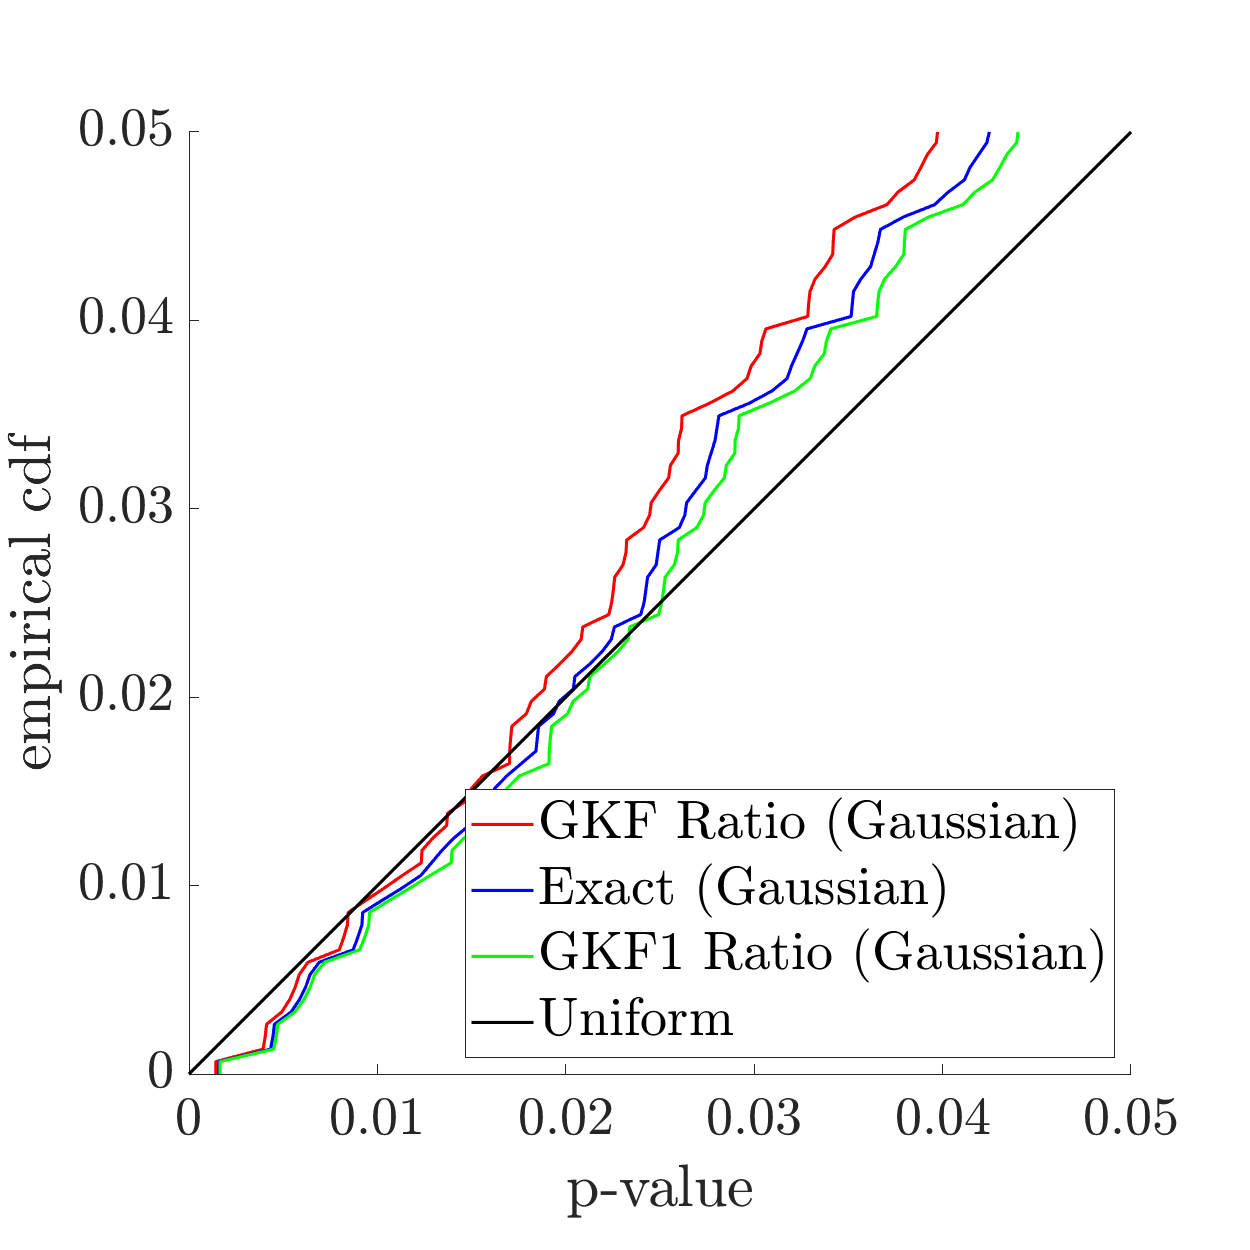 0.05
0.04
0.03
0.02
0.01
0
empirical cdf
GKF Ratio (Gaussian)
Exact (Gaussian)
GKF1 Ratio (Gaussian)
Uniform
0 0.01 0.02 0.03 0.04 0.05
p-value